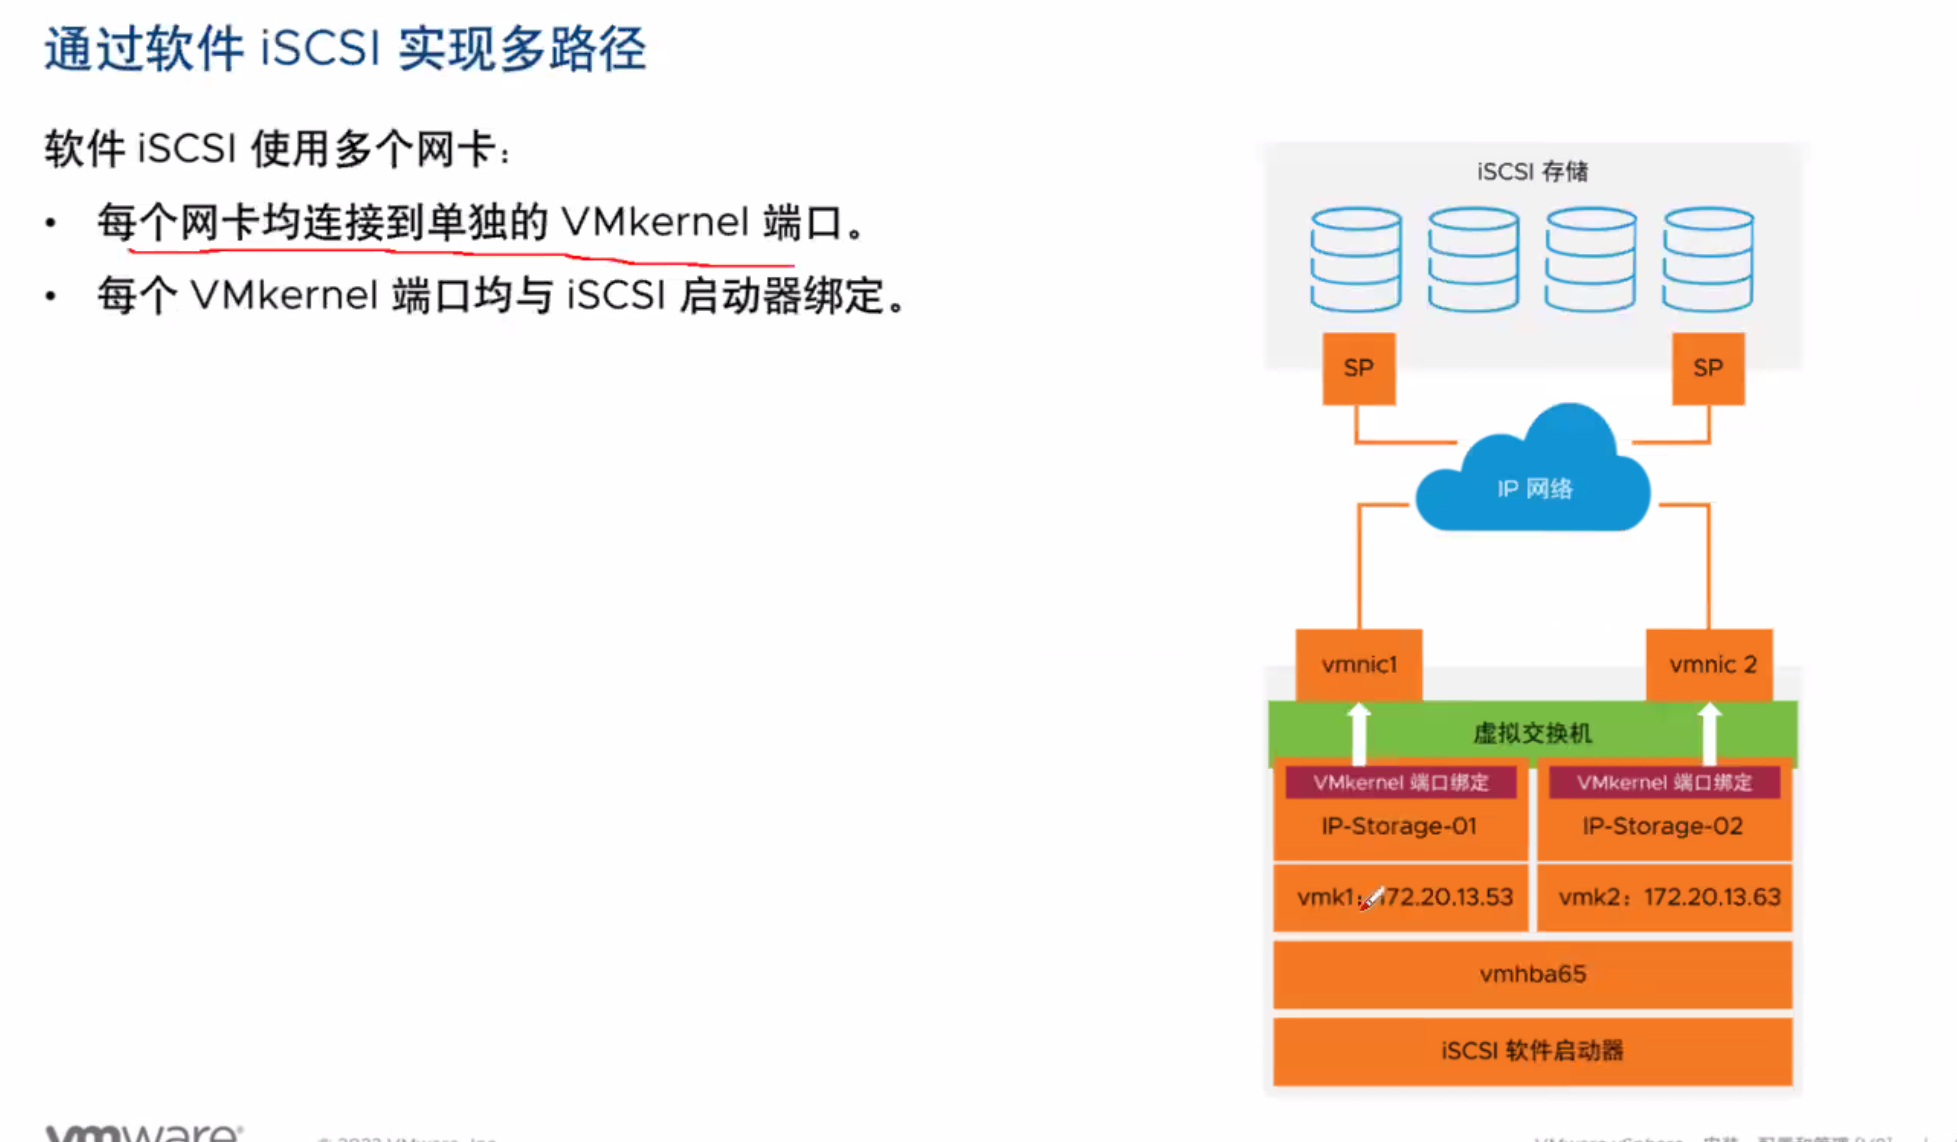 通过软件 iSCSI 实现多路径
软件 iSCSI 使用多个网卡：
• 每个网卡均连接到单独的 VMkernel 端口。
• 每个 VMkernel 端口均与 iSCSI 启动器绑定。
iSCSI 存储
SP
SP
IP 网络
vmnic1
vmnic 2
虚拟交换机
VMkernel 端口绑定
VMkernel 端口绑定
IP-Storage-01
IP-Storage-02
vmk1：172.20.13.53
vmk2：172.20.13.63
vmhba65
iSCSI 软件启动器
vmware®